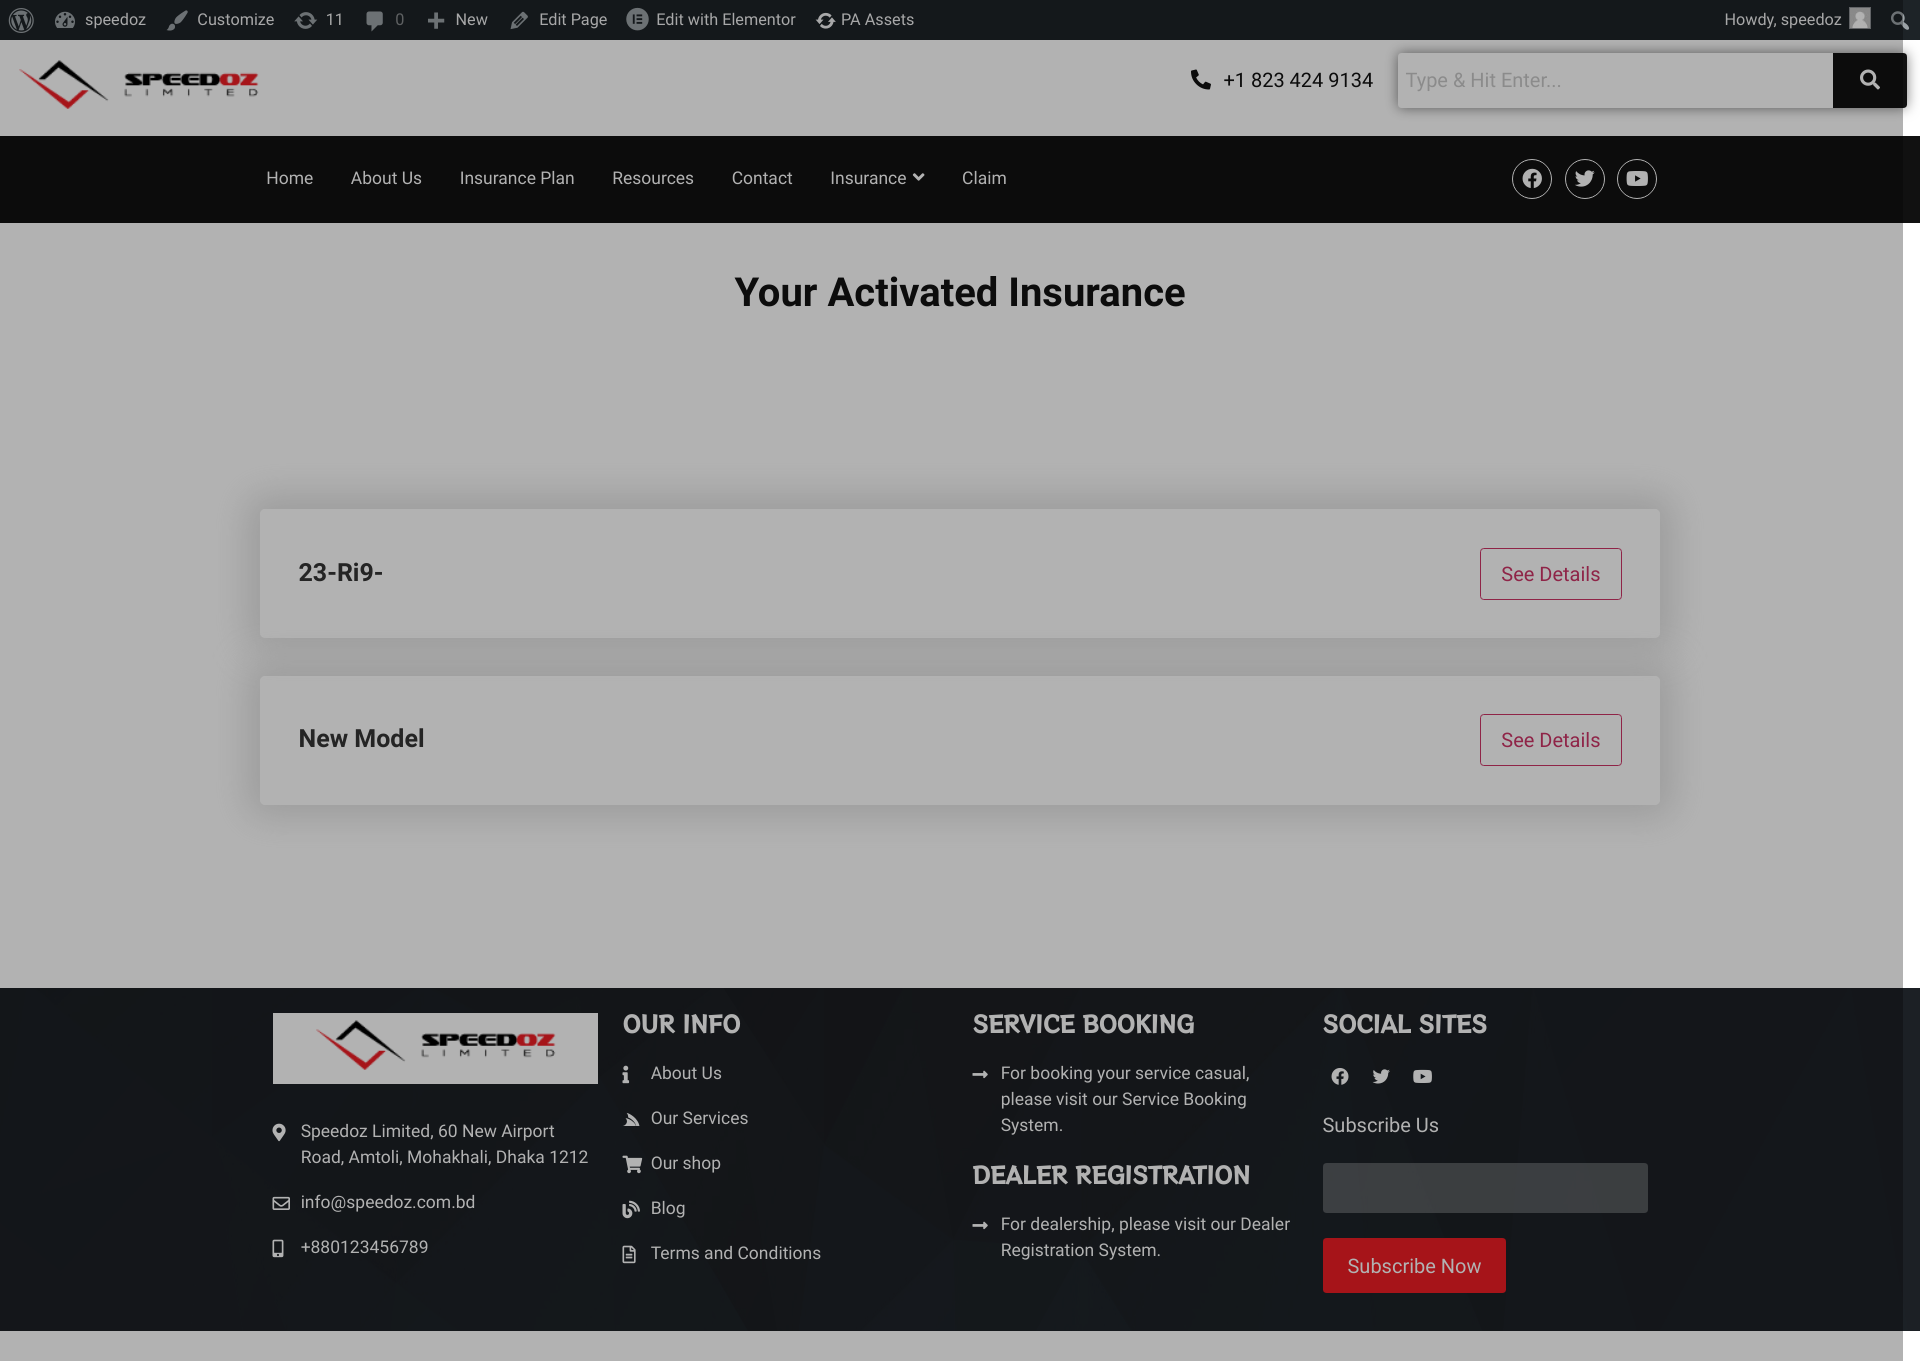 speedoz Customize 11 0 New Edit Page Edit with Elementor PA Assets Howdy, speedoz
SPEEDOZ
LIMITED
+1 823 424 9134
Type & Hit Enter...
Home About Us Insurance Plan Resources Contact Insurance Claim
Your Activated Insurance
23-Ri9-
See Details
New Model
See Details
SPEEDOZ
LIMITED
Speedoz Limited, 60 New Airport
Road, Amtoli, Mohakhali, Dhaka 1212
info@speedoz.com.bd
+880123456789
OUR INFO
About Us
Our Services
Our shop
Blog
Terms and Conditions
SERVICE BOOKING
For booking your service casual,
please visit our Service Booking
System.
DEALER REGISTRATION
For dealership, please visit our Dealer
Registration System.
SOCIAL SITES
Subscribe Us
Subscribe Now